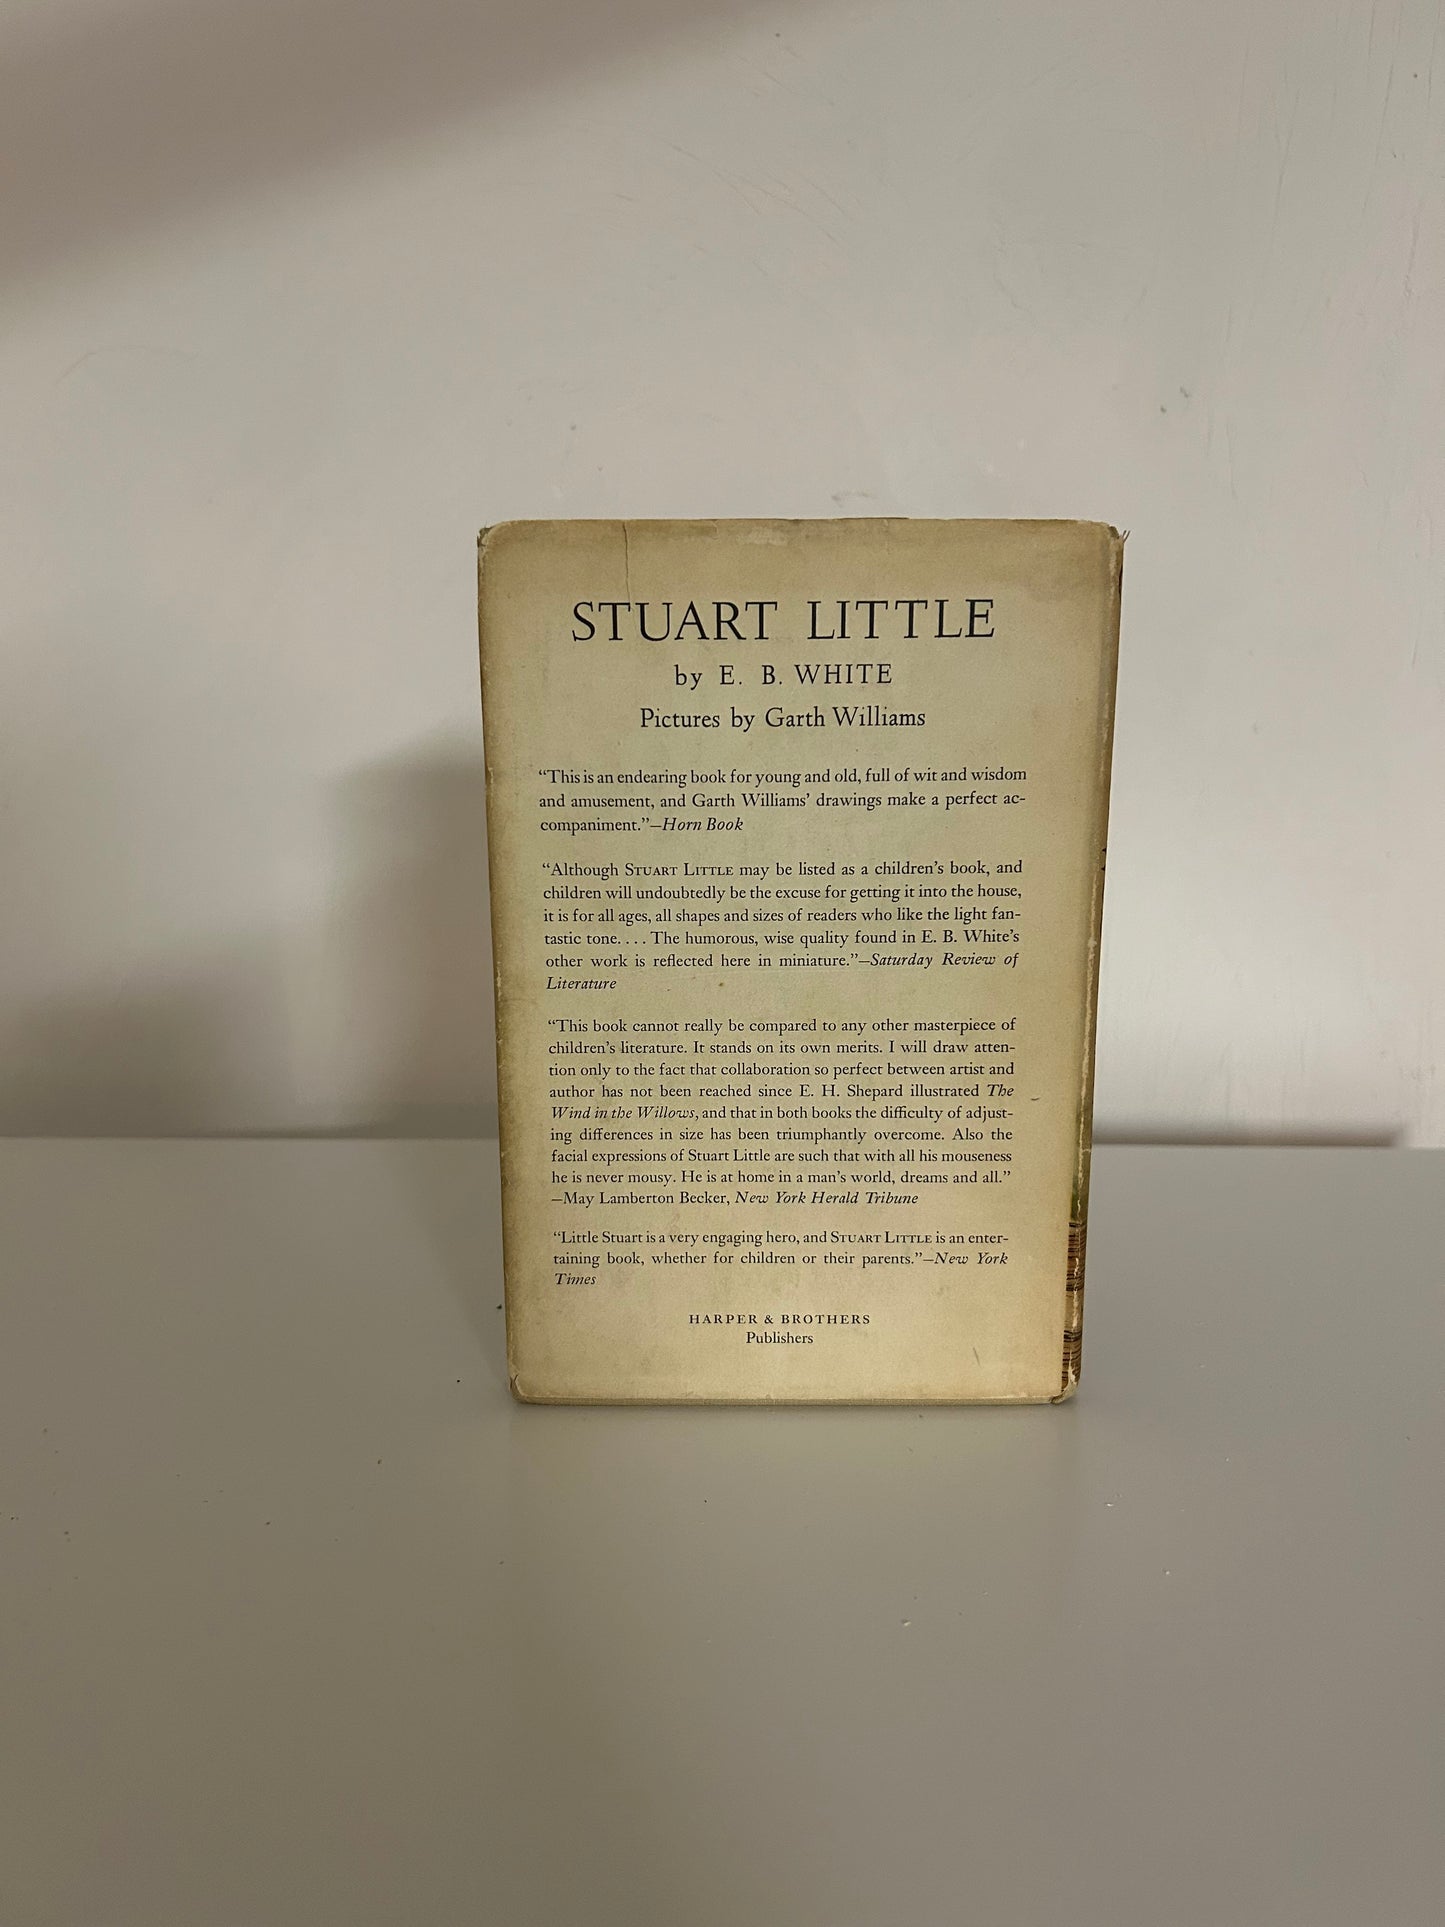 STUART LITTLE
by E. B. WHITE
Pictures by Garth Williams
“This is an endearing book for young and old, full of wit and wisdom
and amusement, and Garth Williams’ drawings make a perfect ac-
companiment.”—Horn Book
“Although STUART LITTLE may be listed as a children’s book, and
children will undoubtedly be the excuse for getting it into the house,
it is for all ages, all shapes and sizes of readers who like the light fan-
tastic tone. . . . The humorous, wise quality found in E. B. White’s
other work is reflected here in miniature.”—Saturday Review of
Literature
“This book cannot really be compared to any other masterpiece of
children’s literature. It stands on its own merits. I will draw atten-
tion only to the fact that collaboration so perfect between artist and
author has not been reached since E. H. Shepard illustrated The
Wind in the Willows, and that in both books the difficulty of adjust-
ing differences in size has been triumphantly overcome. Also the
facial expressions of Stuart Little are such that with all his mouseness
he is never mousy. He is at home in a man’s world, dreams and all.”
—May Lamberton Becker, New York Herald Tribune
“Little Stuart is a very engaging hero, and STUART LITTLE is an enter-
taining book, whether for children or their parents.”—New York
Times
HARPER & BROTHERS
Publishers